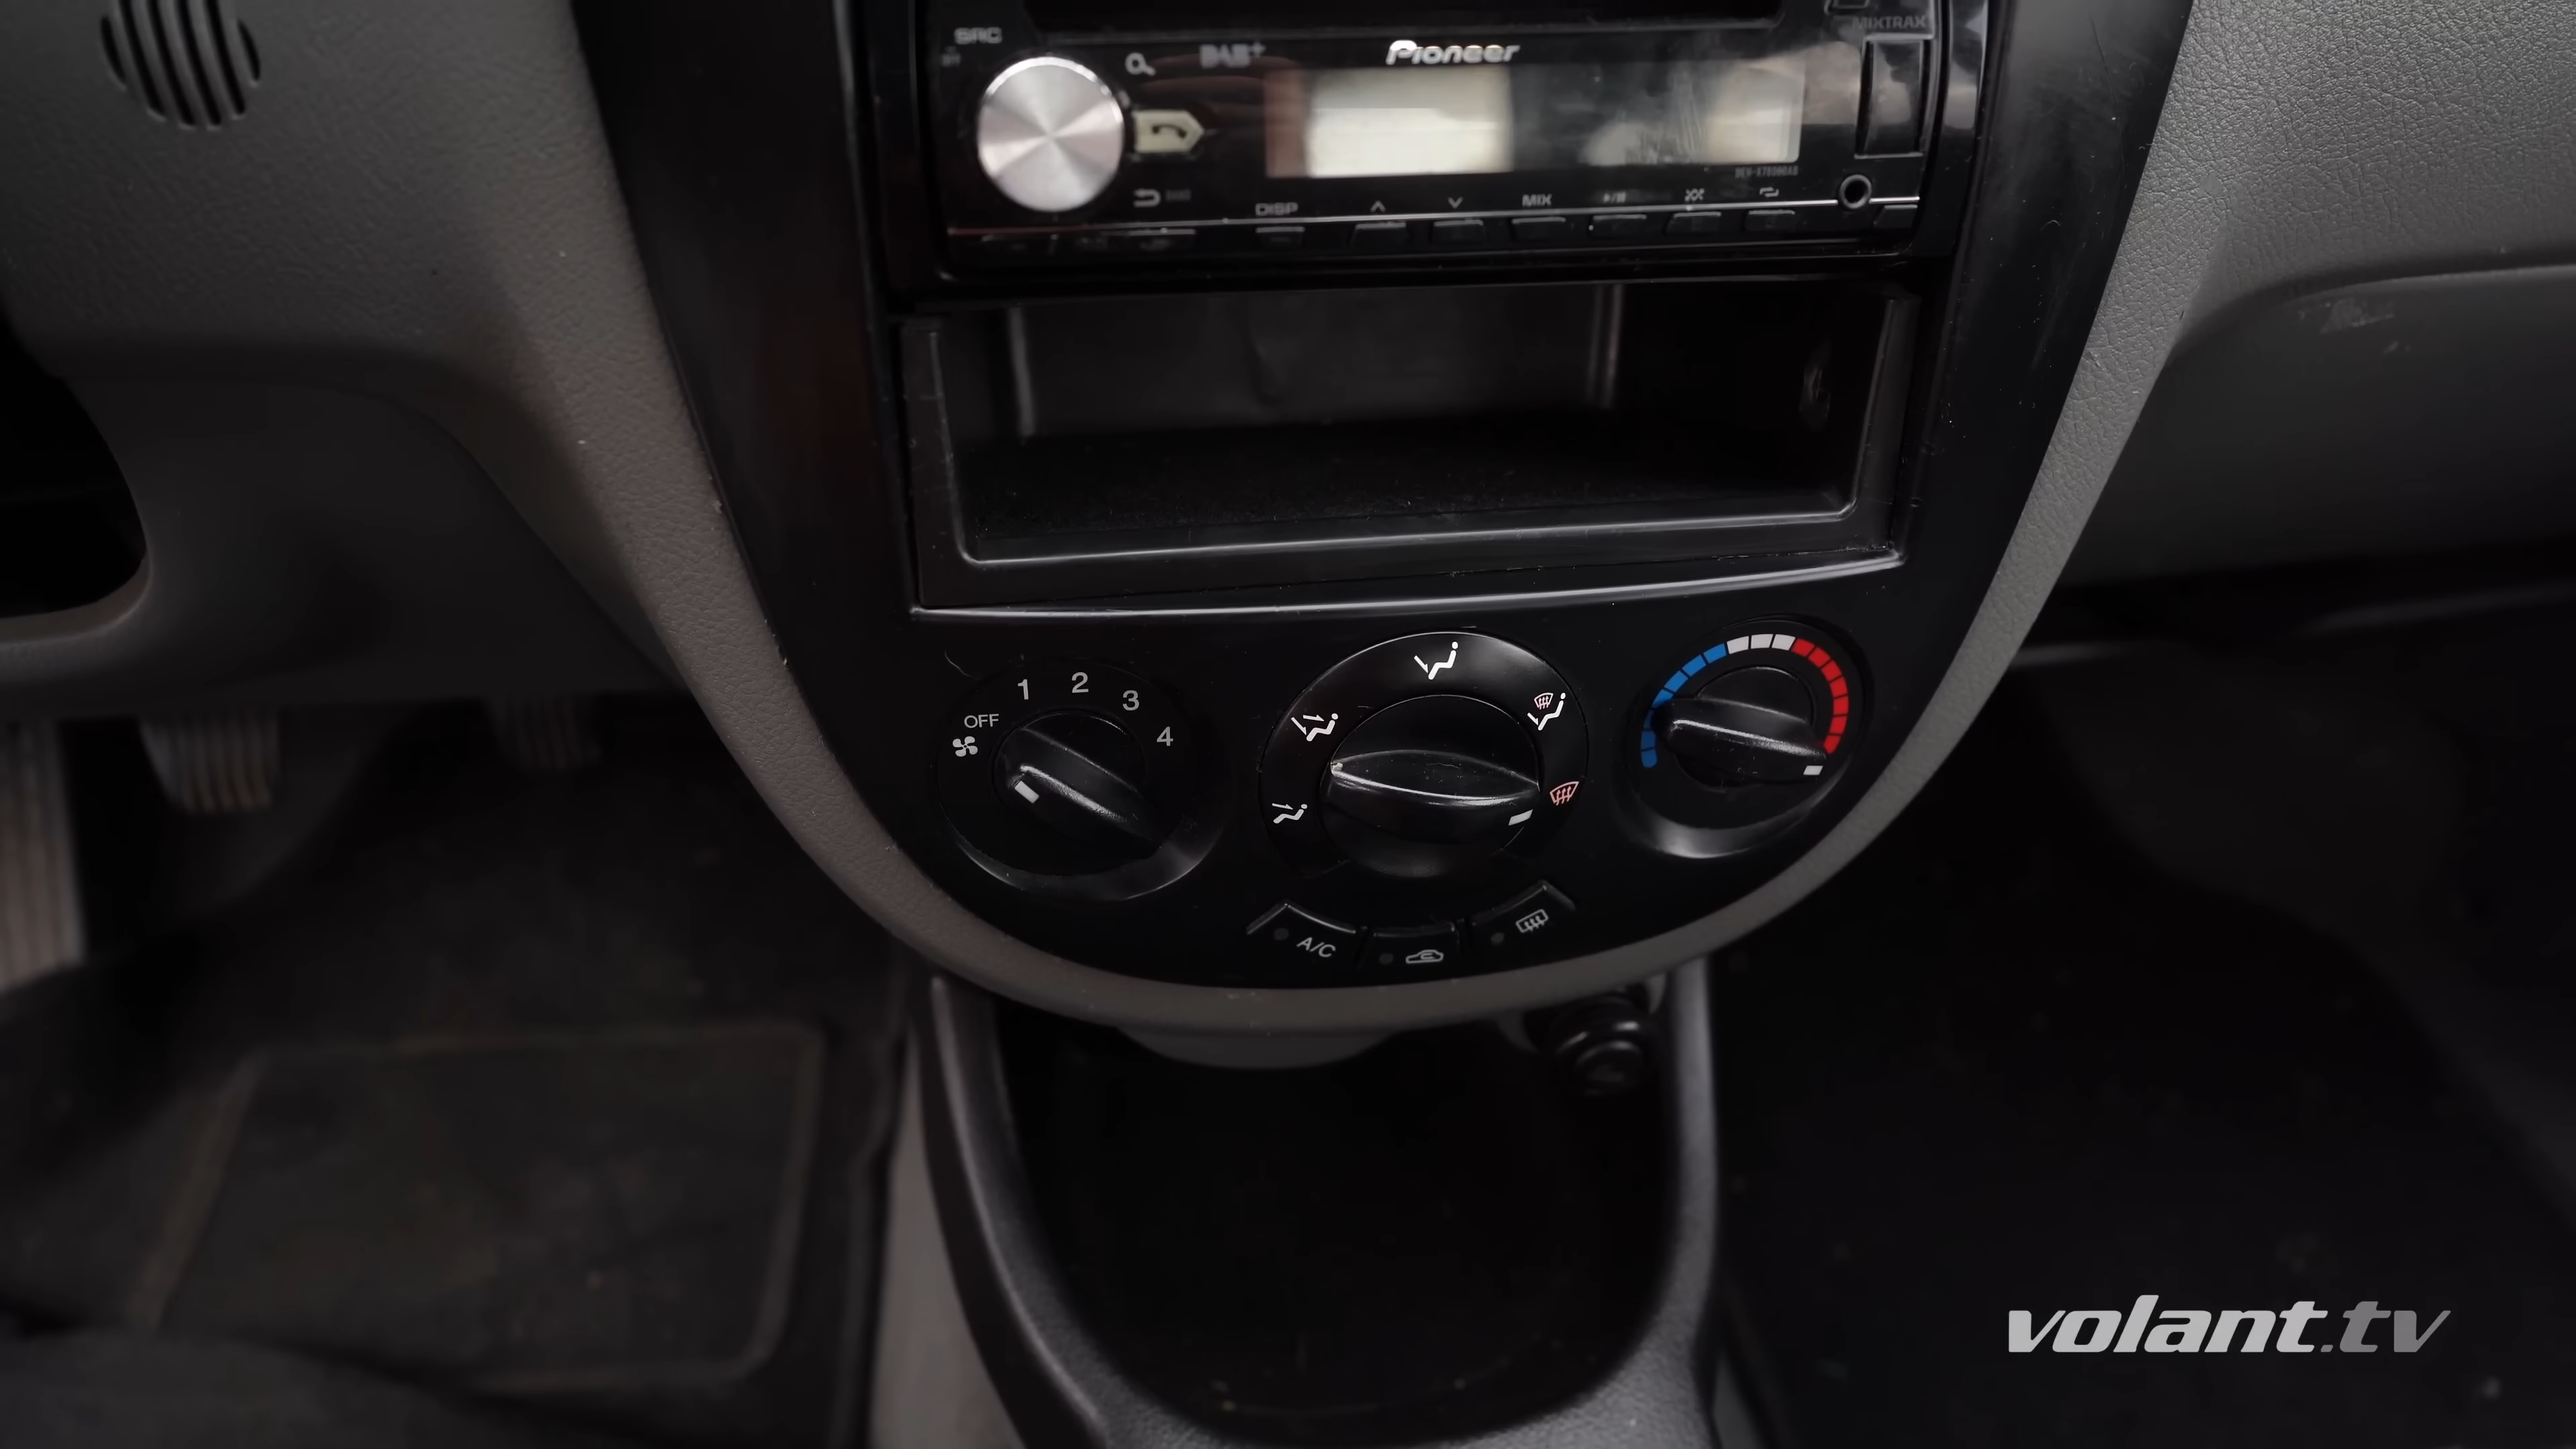 SRC
DAB+
Pioneer
MIXTRAX
DISP
MIX
OFF
1
2
3
4
A/C
volant.tv